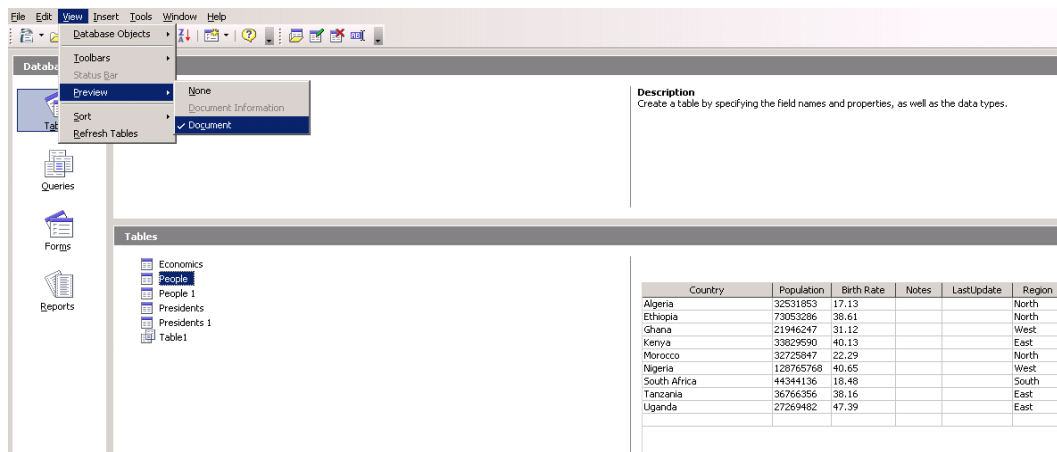 File Edit View Insert Tools Window Help
Database Objects
Toolbars
Status Bar
Preview
Sort
Refresh Tables
None
Document Information
Document
Queries
Forms
Reports
Description
Create a table by specifying the field names and properties, as well as the data types.
Tables
Economics
People
People 1
Presidents
Presidents 1
Table1
Country Population Birth Rate Notes LastUpdate Region
Algeria 32531853 17.13 North
Ethiopia 73053286 38.61 North
Ghana 21946247 31.12 West
Kenya 33829590 40.13 East
Morocco 32725847 22.29 North
Nigeria 128765768 40.65 West
South Africa 44344136 18.48 South
Tanzania 36766356 38.16 East
Uganda 27269482 47.39 East